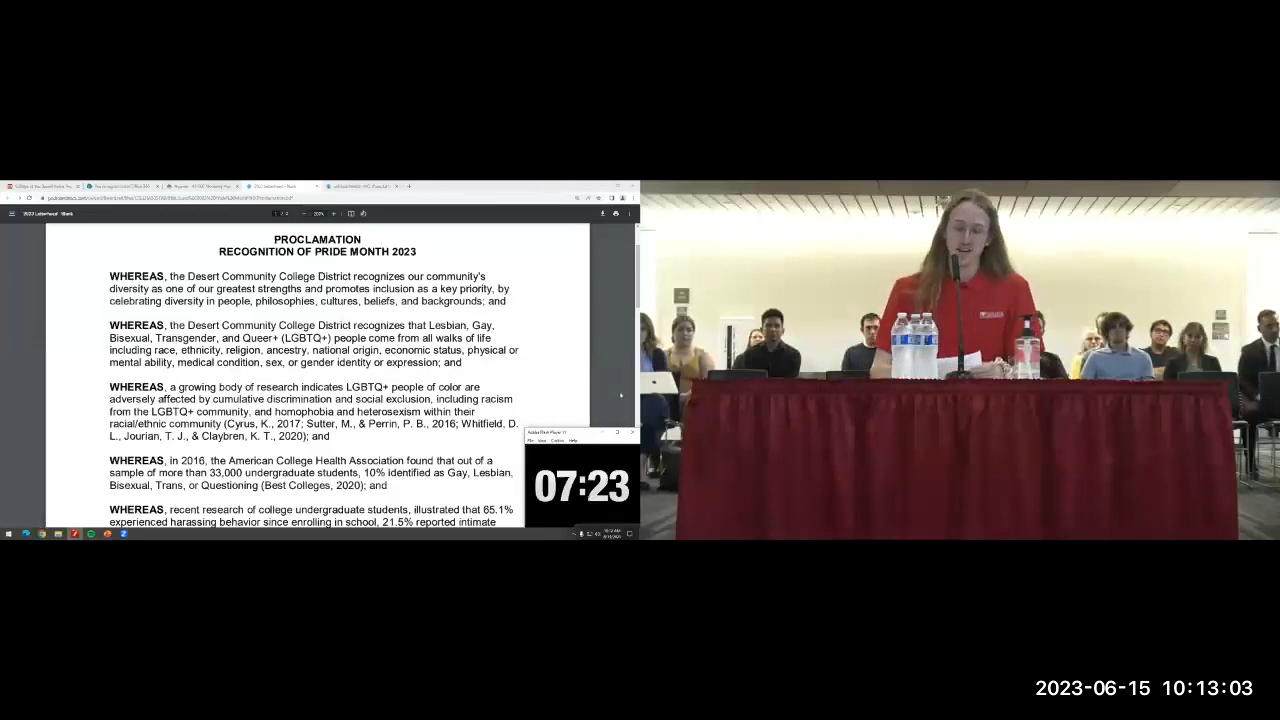 2023 Letterhead - Blank
PROCLAMATION
RECOGNITION OF PRIDE MONTH 2023
WHEREAS, the Desert Community College District recognizes our community's
diversity as one of our greatest strengths and promotes inclusion as a key priority, by
celebrating diversity in people, philosophies, cultures, beliefs, and backgrounds; and
WHEREAS, the Desert Community College District recognizes that Lesbian, Gay,
Bisexual, Transgender, and Queer+ (LGBTQ+) people come from all walks of life
including race, ethnicity, religion, ancestry, national origin, economic status, physical or
mental ability, medical condition, sex, or gender identity or expression; and
WHEREAS, a growing body of research indicates LGBTQ+ people of color are
adversely affected by cumulative discrimination and social exclusion, including racism
from the LGBTQ+ community, and homophobia and heterosexism within their
racial/ethnic community (Cyrus, K., 2017; Sutter, M., & Perrin, P. B., 2016; Whitfield, D.
L., Jourian, T. J., & Claybren, K. T., 2020); and
WHEREAS, in 2016, the American College Health Association found that out of a
sample of more than 33,000 undergraduate students, 10% identified as Gay, Lesbian,
Bisexual, Trans, or Questioning (Best Colleges, 2020); and
WHEREAS, recent research of college undergraduate students, illustrated that 65.1%
experienced harassing behavior since enrolling in school, 21.5% reported intimate
File View Control Help
07:23
2023-06-15 10:13:03